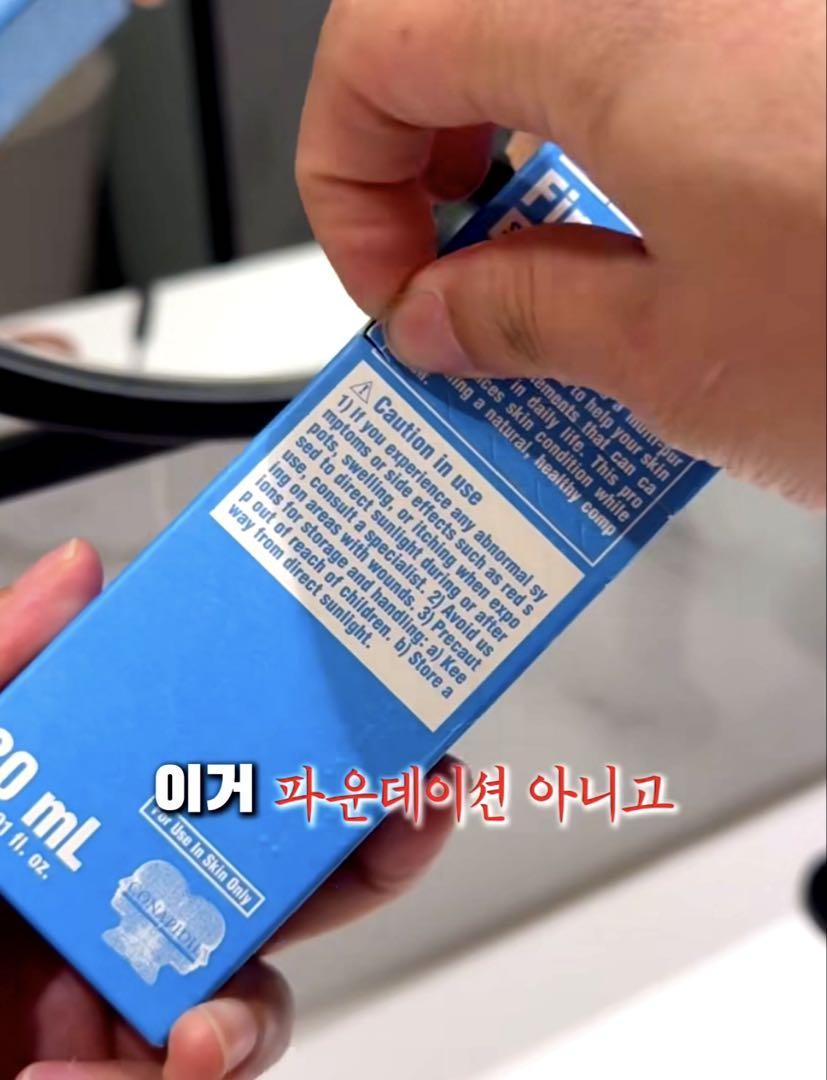 Caution in use
1) If you experience any abnormal sy
mptoms or side effects such as red s
pots, swelling, or itching when expo
sed to direct sunlight during or after
use, consult a specialist. 2) Avoid us
ing on areas with wounds. 3) Precaut
ions for storage and handling: a) Kee
p out of reach of children. b) Store a
way from direct sunlight.
to help your skin
ements that can ca
in daily life. This pro
skin condition while
a natural, healthy comp
mL
fl. oz.
For Use In Skin Only
이거 파운데이션 아니고